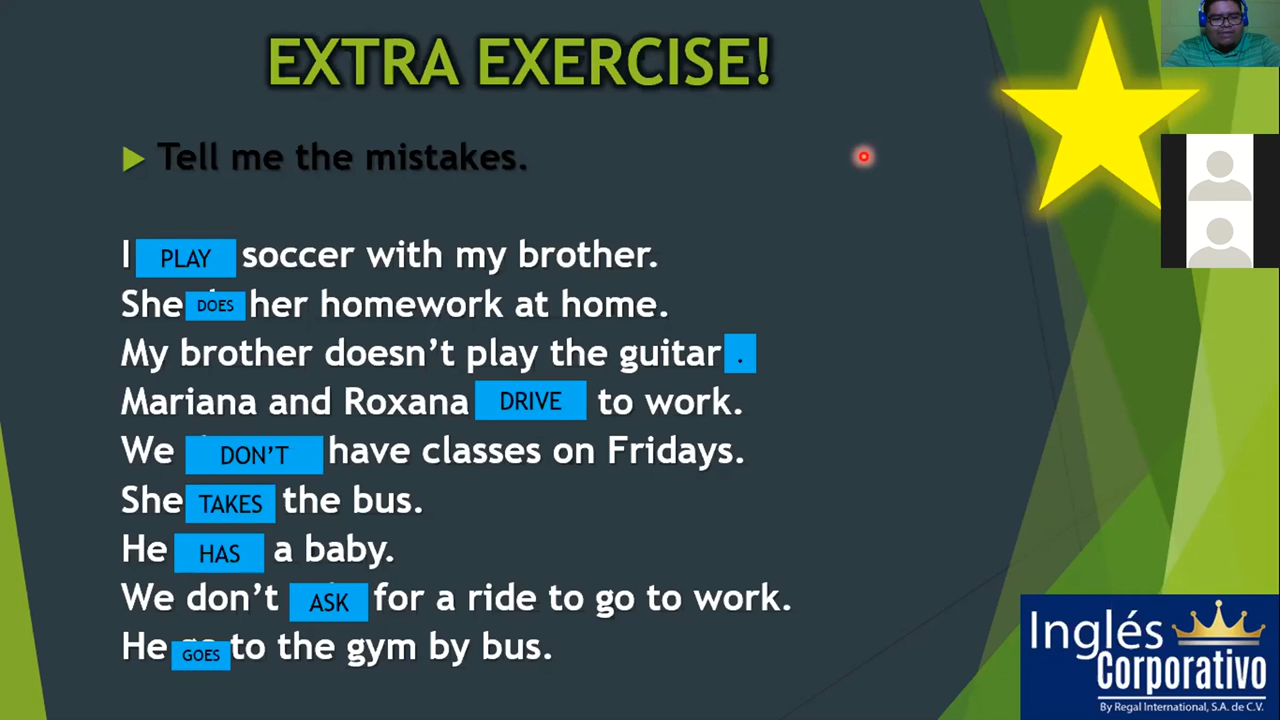 EXTRA EXERCISE!
Tell me the mistakes.
I PLAY soccer with my brother.
She DOES her homework at home.
My brother doesn't play the guitar .
Mariana and Roxana DRIVE to work.
We DON'T have classes on Fridays.
She TAKES the bus.
He HAS a baby.
We don't ASK for a ride to go to work.
He GOES to the gym by bus.
Inglés
Corporativo
By Regal International, S.A. de C.V.